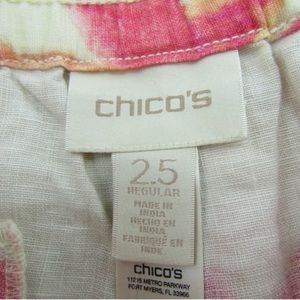 chico's
2.5
REGULAR
MADE IN
INDIA
HECHO EN
INDIA
FABRIQUÉ EN
INDE
chico's
11215 METRO PARKWAY
FORT MYERS, FL 33966